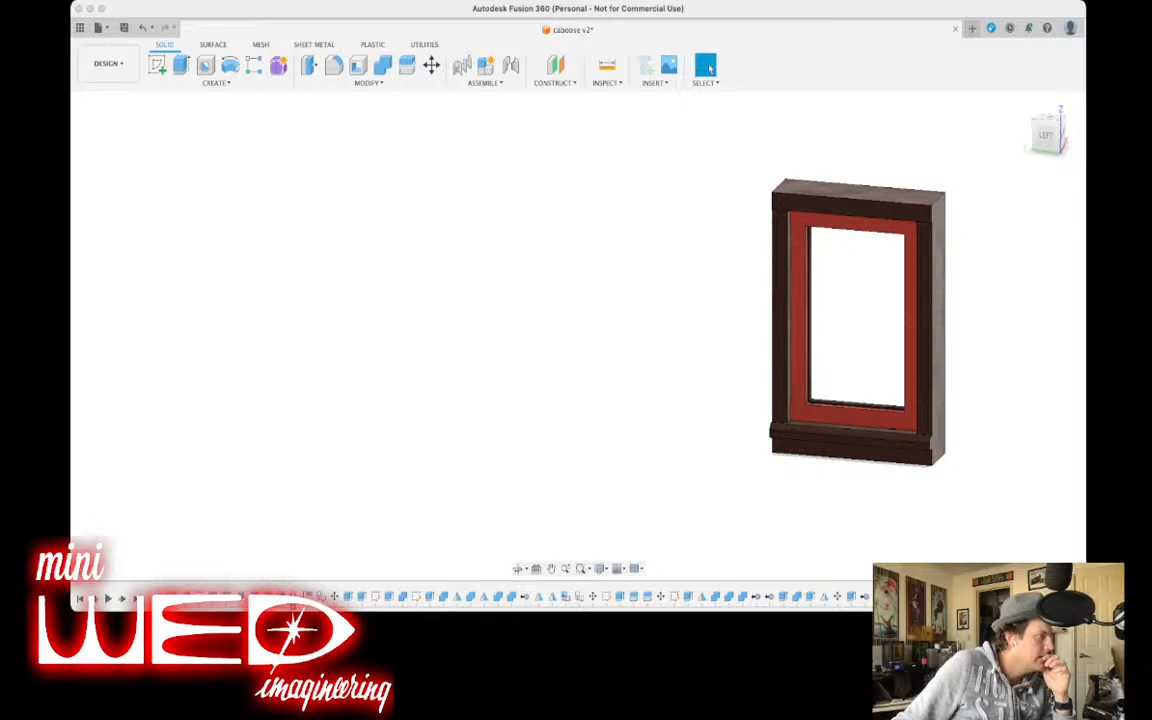 Autodesk Fusion 360 (Personal - Not for Commercial Use)
caboose v2*
SOLID SURFACE MESH SHEET METAL PLASTIC UTILITIES
DESIGN
CREATE MODIFY ASSEMBLE CONSTRUCT INSPECT INSERT SELECT
Z
LEFT
mini
WED
imagineering